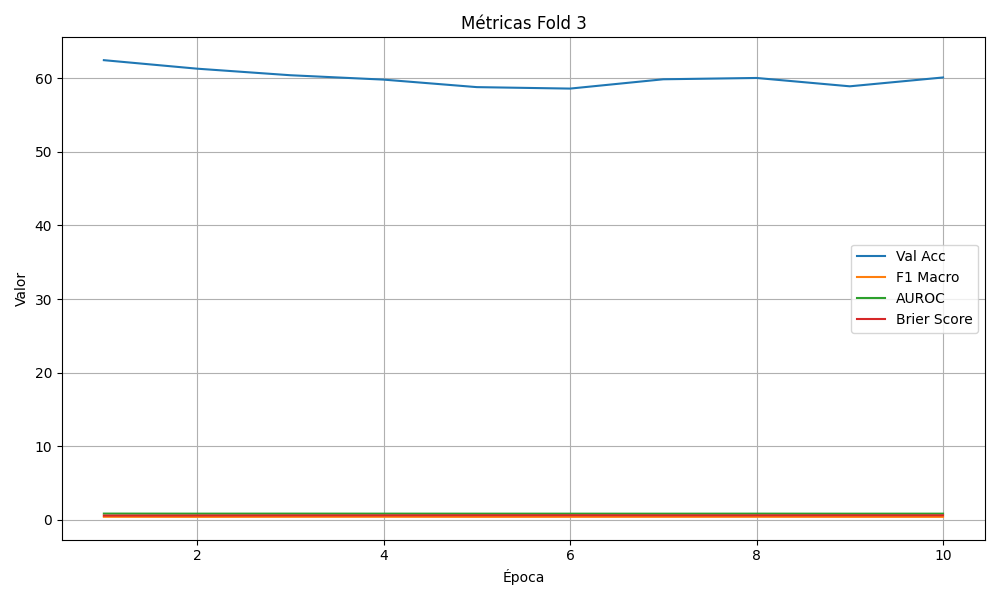 Métricas Fold 3
Valor
60
50
40
30
20
10
0
Val Acc
F1 Macro
AUROC
Brier Score
2 4 6 8 10
Época